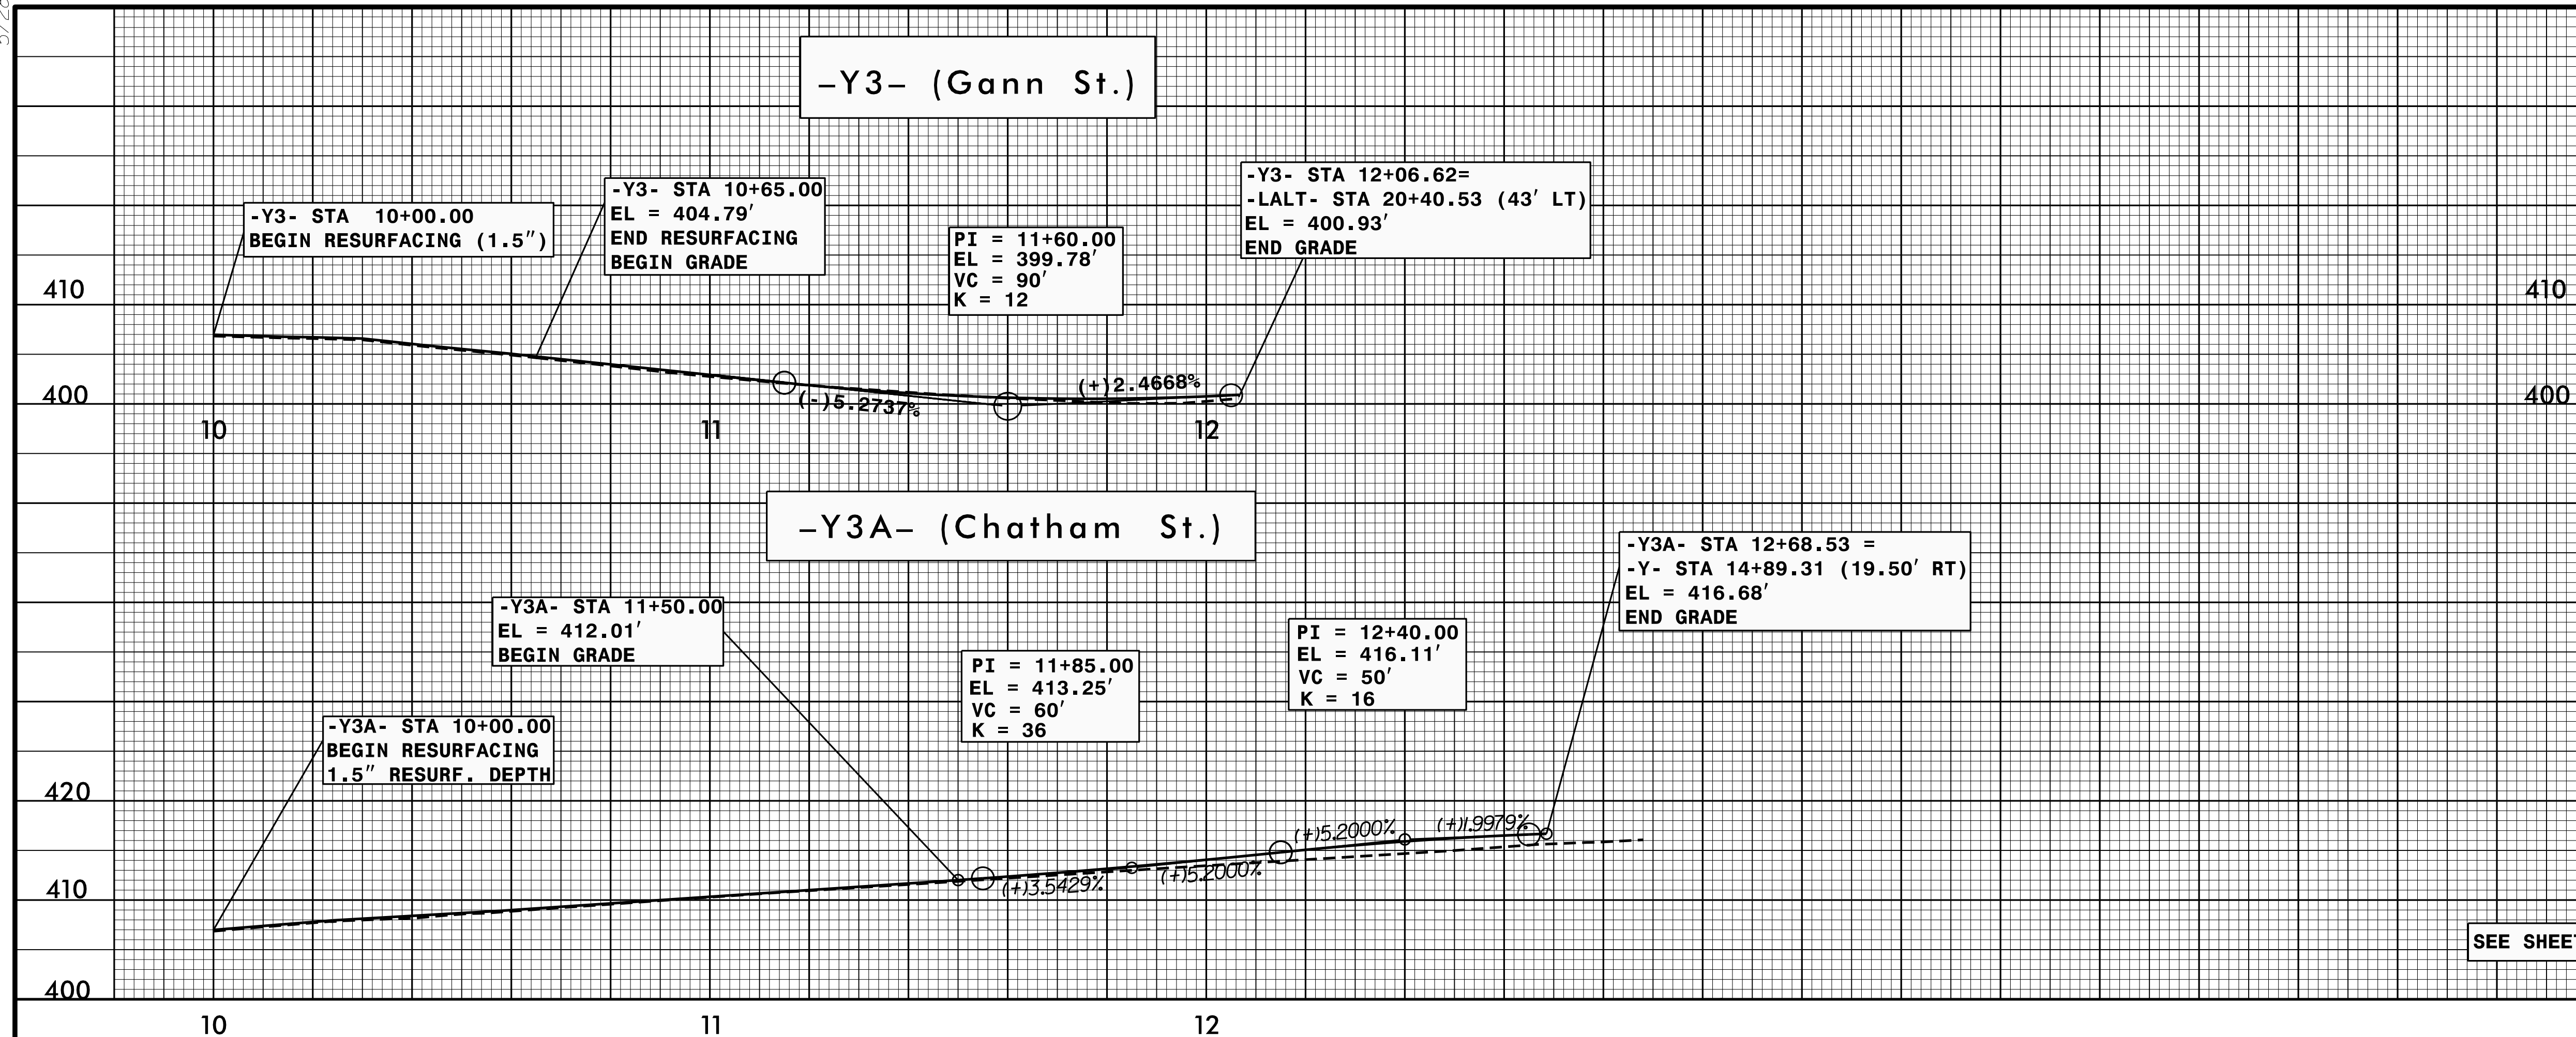 -Y3- (Gann St.)
-Y3- STA 10+00.00
BEGIN RESURFACING (1.5")
-Y3- STA 10+65.00
EL = 404.79'
END RESURFACING
BEGIN GRADE
PI = 11+60.00
EL = 399.78'
VC = 90'
K = 12
-Y3- STA 12+06.62=
-LALT- STA 20+40.53 (43' LT)
EL = 400.93'
END GRADE
410
410
(-)5.2737%
(+)2.4668%
400
400
10
11
12
-Y3A- (Chatham St.)
-Y3A- STA 11+50.00
EL = 412.01'
BEGIN GRADE
PI = 11+85.00
EL = 413.25'
VC = 60'
K = 36
PI = 12+40.00
EL = 416.11'
VC = 50'
K = 16
-Y3A- STA 12+68.53 =
-Y- STA 14+89.31 (19.50' RT)
EL = 416.68'
END GRADE
-Y3A- STA 10+00.00
BEGIN RESURFACING
1.5" RESURF. DEPTH
420
(+)3.5429%
(+)5.2000%
(+)5.2000%
(+)1.9979%
410
SEE SHEET
400
10
11
12